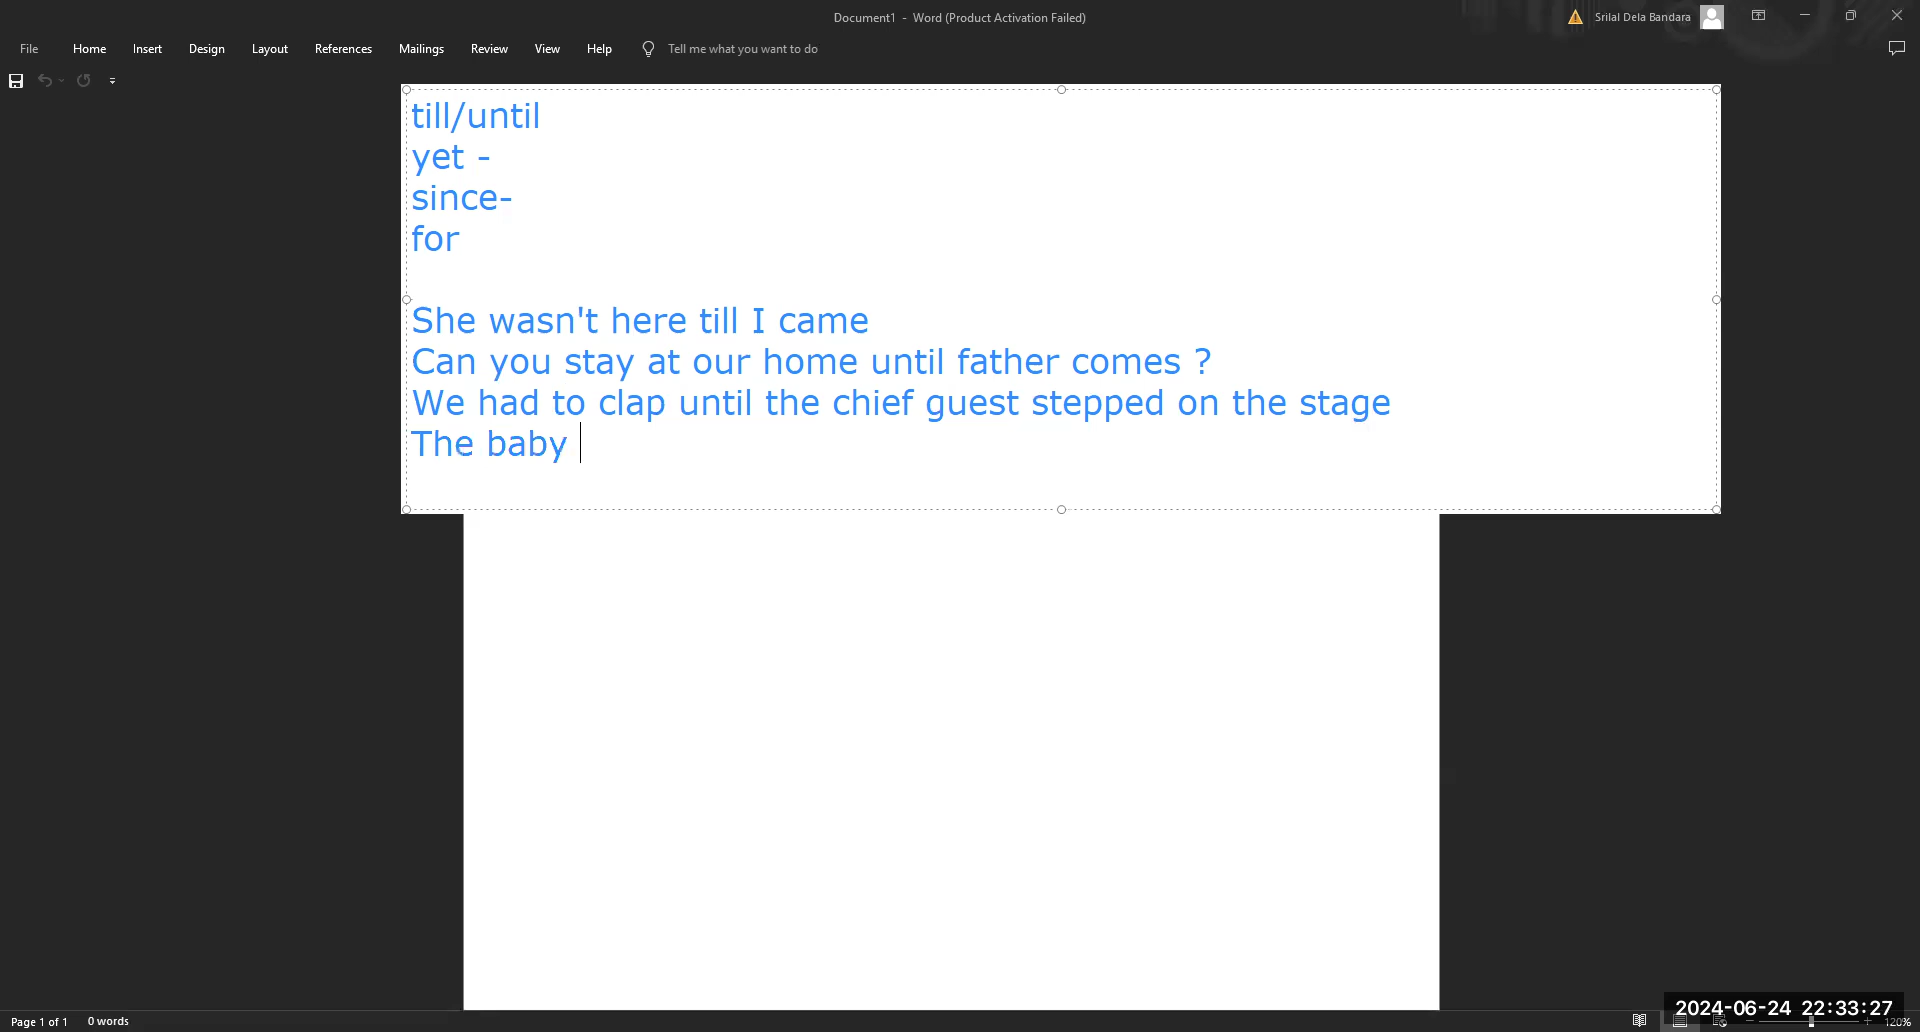 Document1 - Word (Product Activation Failed)
Srilal Dela Bandara
File Home Insert Design Layout References Mailings Review View Help Tell me what you want to do
till/until
yet -
since-
for
She wasn't here till I came
Can you stay at our home until father comes ?
We had to clap until the chief guest stepped on the stage
The baby
Page 1 of 1 0 words
2024-06-24 22:33:27
120%